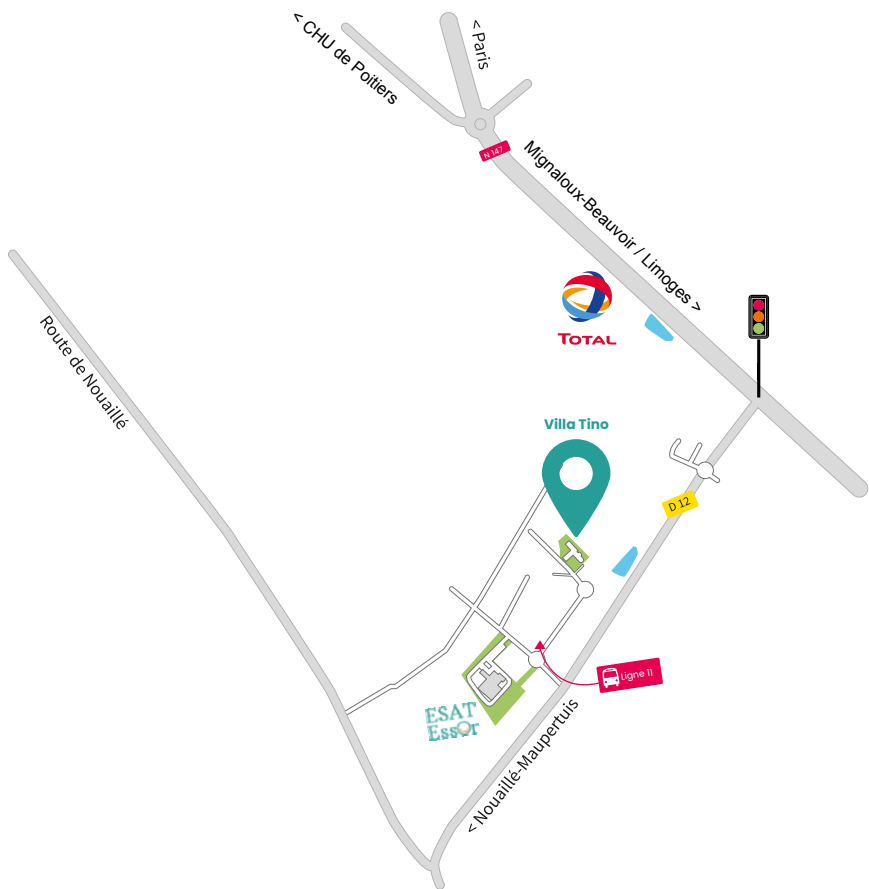 < CHU de Poitiers
< Paris
N 147
Mignaloux-Beauvoir / Limoges >
TOTAL
Route de Nouaillé
Villa Tino
D 12
Ligne 11
ESAT
Essor
< Nouaillé-Maupertuis